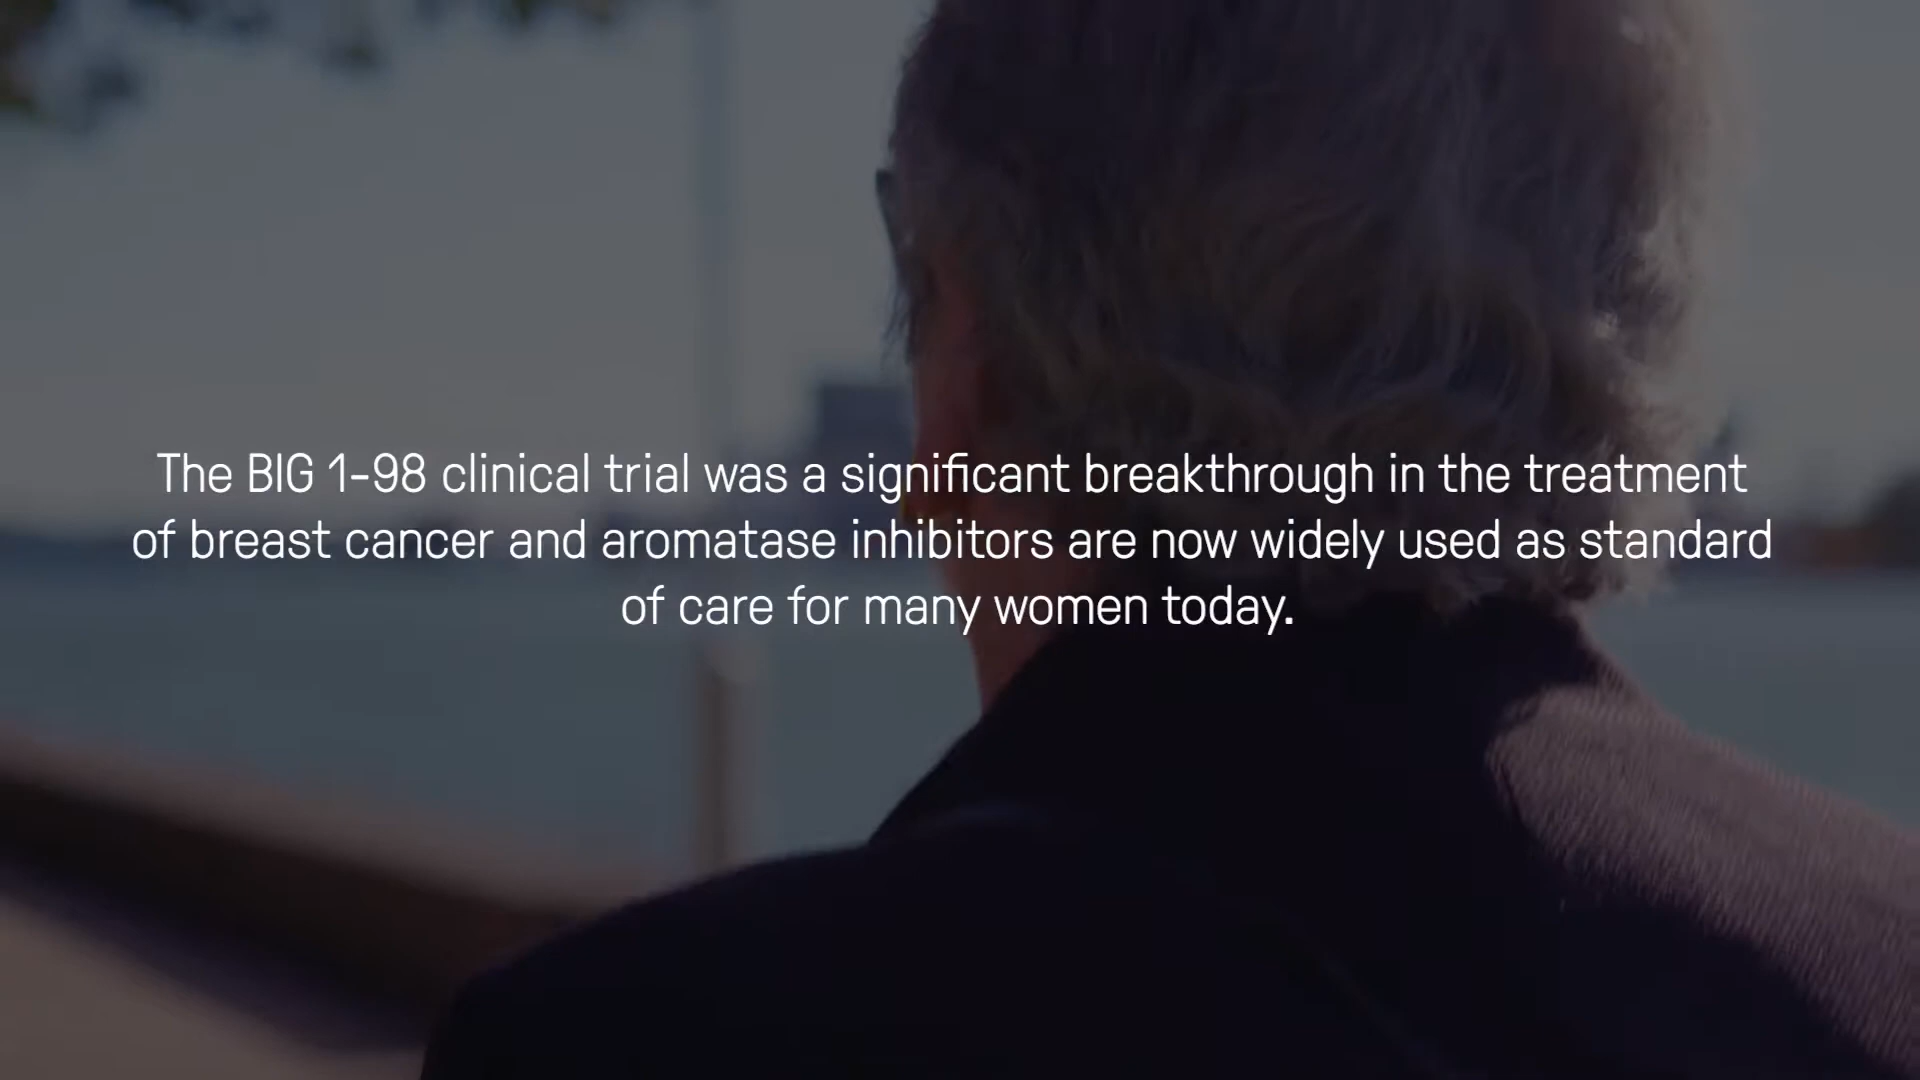 The BIG 1-98 clinical trial was a significant breakthrough in the treatment
of breast cancer and aromatase inhibitors are now widely used as standard
of care for many women today.